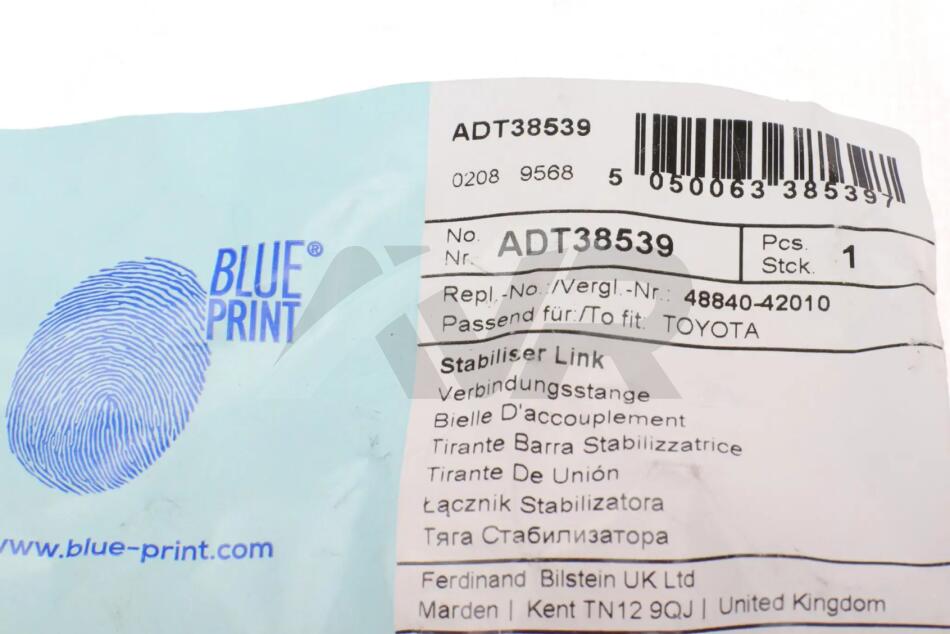 BLUE®
PRINT
www.blue-print.com
ADT38539
0208 9568
5 050063 385397
No.
Nr. ADT38539
Pcs.
Stck. 1
Repl.-No.:/Vergl.-Nr.: 48840-42010
Passend für:/To fit: TOYOTA
Stabiliser Link
Verbindungsstange
Bielle D'accouplement
Tirante Barra Stabilizzatrice
Tirante De Unión
Łącznik Stabilizatora
Тяга Стабилизатора
Ferdinand Bilstein UK Ltd
Marden | Kent TN12 9QJ | United Kingdom